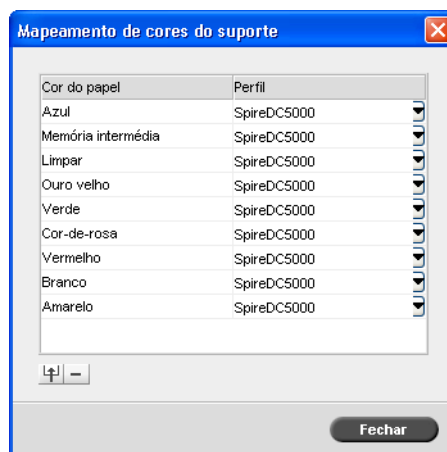 Mapeamento de cores do suporte
Cor do papel Perfil
Azul SpireDC5000
Memória intermédia SpireDC5000
Limpar SpireDC5000
Ouro velho SpireDC5000
Verde SpireDC5000
Cor-de-rosa SpireDC5000
Vermelho SpireDC5000
Branco SpireDC5000
Amarelo SpireDC5000
Fechar